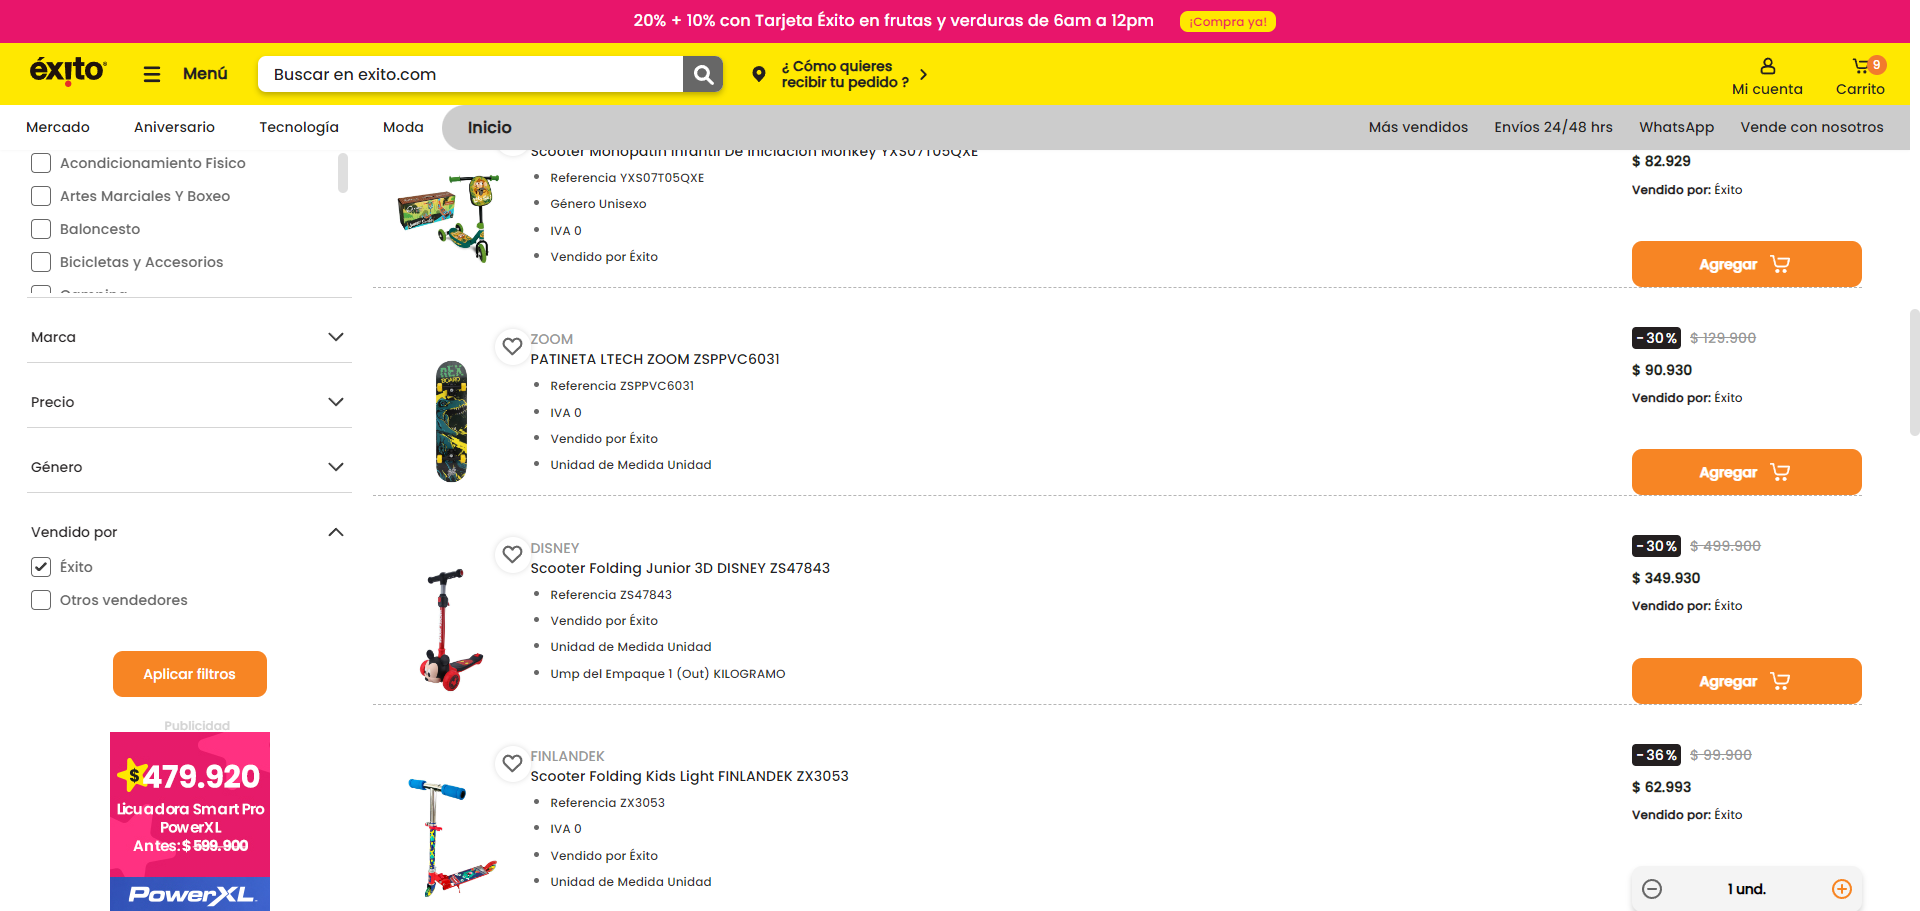 20% + 10% con Tarjeta Éxito en frutas y verduras de 6am a 12pm
¡Compra ya!
éxito
Menú
Buscar en exito.com
¿ Cómo quieres
recibir tu pedido ?
Mi cuenta
9
Carrito
Mercado
Aniversario
Tecnología
Moda
Inicio
Más vendidos
Envíos 24/48 hrs
WhatsApp
Vende con nosotros
Acondicionamiento Fisico
Artes Marciales Y Boxeo
Baloncesto
Bicicletas y Accesorios
Camping
Marca
Precio
Género
Vendido por
Éxito
Otros vendedores
Aplicar filtros
Publicidad
$479.920
Licuadora Smart Pro
PowerXL
Antes: $ 599.900
PowerXL
Scooter Monopatin Infantil De Iniciacion Monkey YXS07T05QXE
Referencia YXS07T05QXE
Género Unisexo
IVA 0
Vendido por Éxito
$ 82.929
Vendido por: Éxito
Agregar
ZOOM
PATINETA LTECH ZOOM ZSPPVC6031
Referencia ZSPPVC6031
IVA 0
Vendido por Éxito
Unidad de Medida Unidad
-30% $ 129.900
$ 90.930
Vendido por: Éxito
Agregar
DISNEY
Scooter Folding Junior 3D DISNEY ZS47843
Referencia ZS47843
Vendido por Éxito
Unidad de Medida Unidad
Ump del Empaque 1 (Out) KILOGRAMO
-30% $ 499.900
$ 349.930
Vendido por: Éxito
Agregar
FINLANDEK
Scooter Folding Kids Light FINLANDEK ZX3053
Referencia ZX3053
IVA 0
Vendido por Éxito
Unidad de Medida Unidad
-36% $ 99.900
$ 62.993
Vendido por: Éxito
1 und.